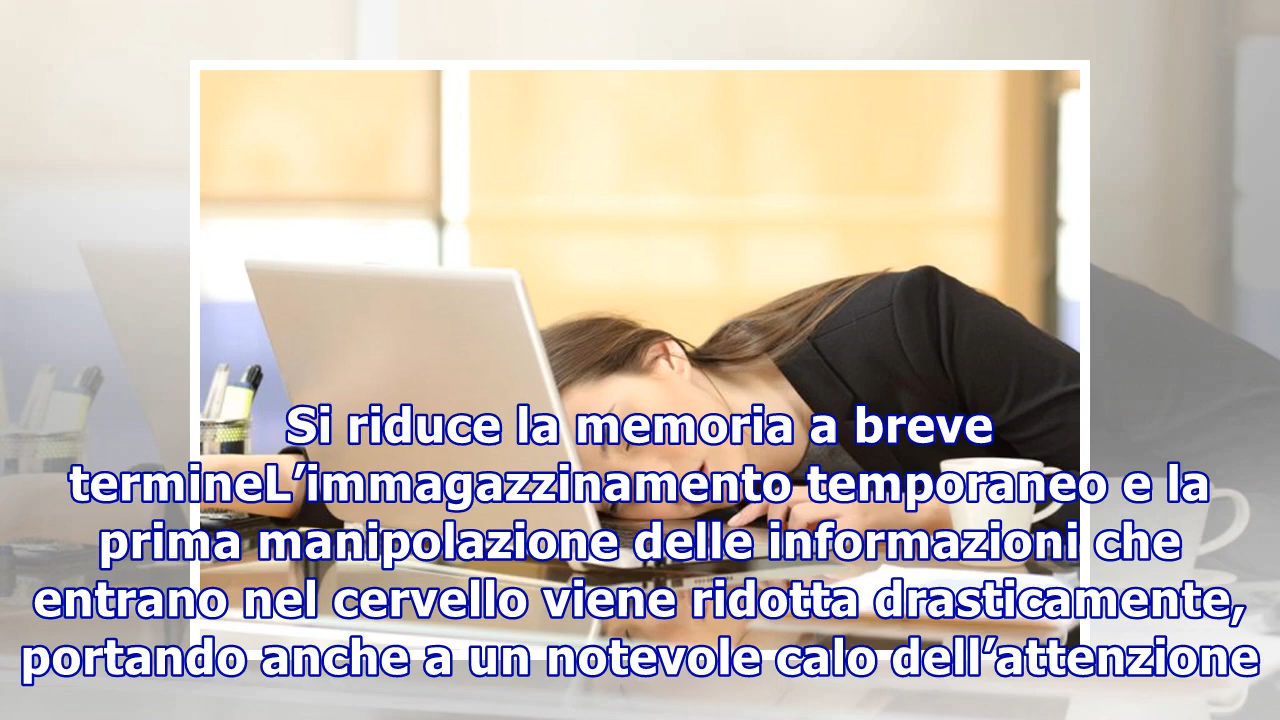 Si riduce la memoria a breve
termineL’immagazzinamento temporaneo e la
prima manipolazione delle informazioni che
entrano nel cervello viene ridotta drasticamente,
portando anche a un notevole calo dell’attenzione